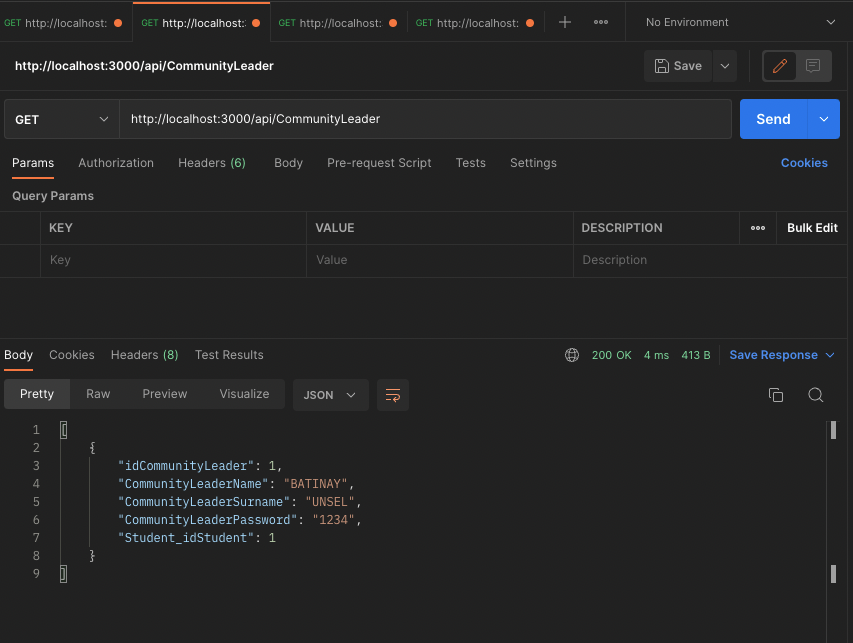 GET http://localhost: GET http://localhost: GET http://localhost: GET http://localhost: No Environment
http://localhost:3000/api/CommunityLeader Save
GET http://localhost:3000/api/CommunityLeader Send
Params Authorization Headers (6) Body Pre-request Script Tests Settings Cookies
Query Params
KEY VALUE DESCRIPTION Bulk Edit
Key Value Description
Body Cookies Headers (8) Test Results 200 OK 4 ms 413 B Save Response
Pretty Raw Preview Visualize JSON
1 [
2 {
3 "idCommunityLeader": 1,
4 "CommunityLeaderName": "BATINAY",
5 "CommunityLeaderSurname": "UNSEL",
6 "CommunityLeaderPassword": "1234",
7 "Student_idStudent": 1
8 }
9 ]